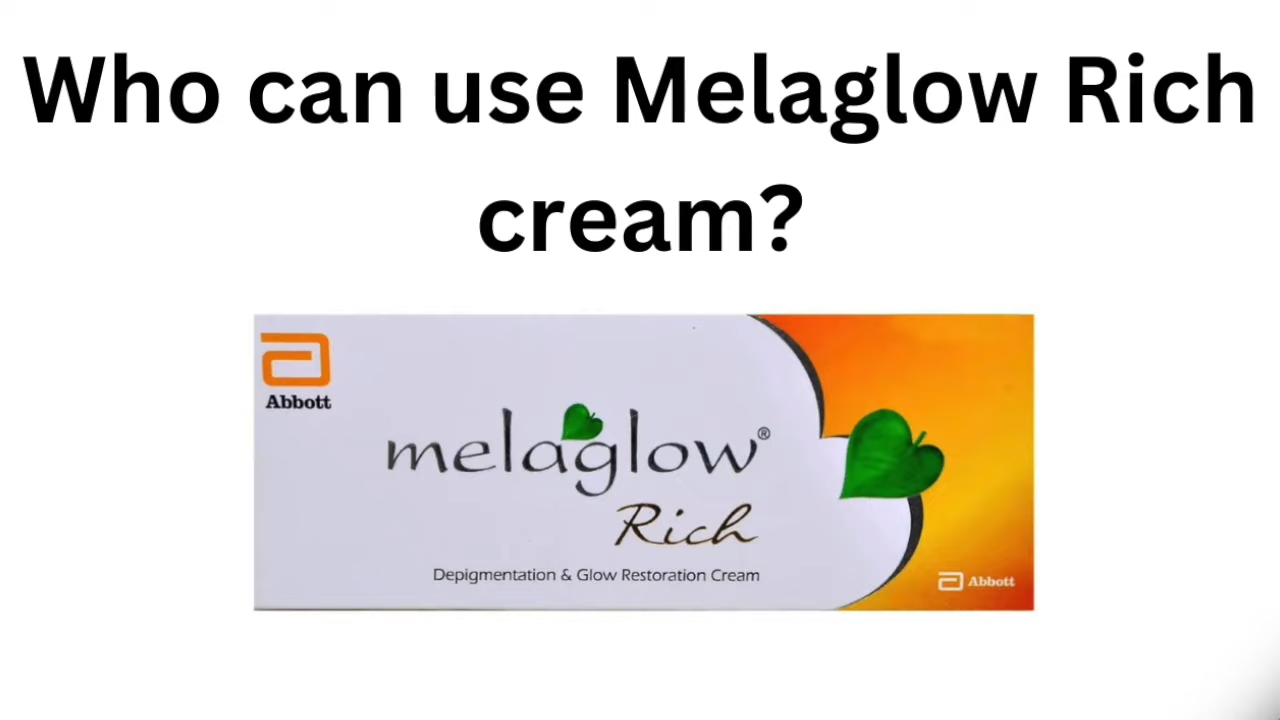 Who can use Melaglow Rich
cream?
Abbott
melaglow®
Rich
Depigmentation & Glow Restoration Cream
Abbott